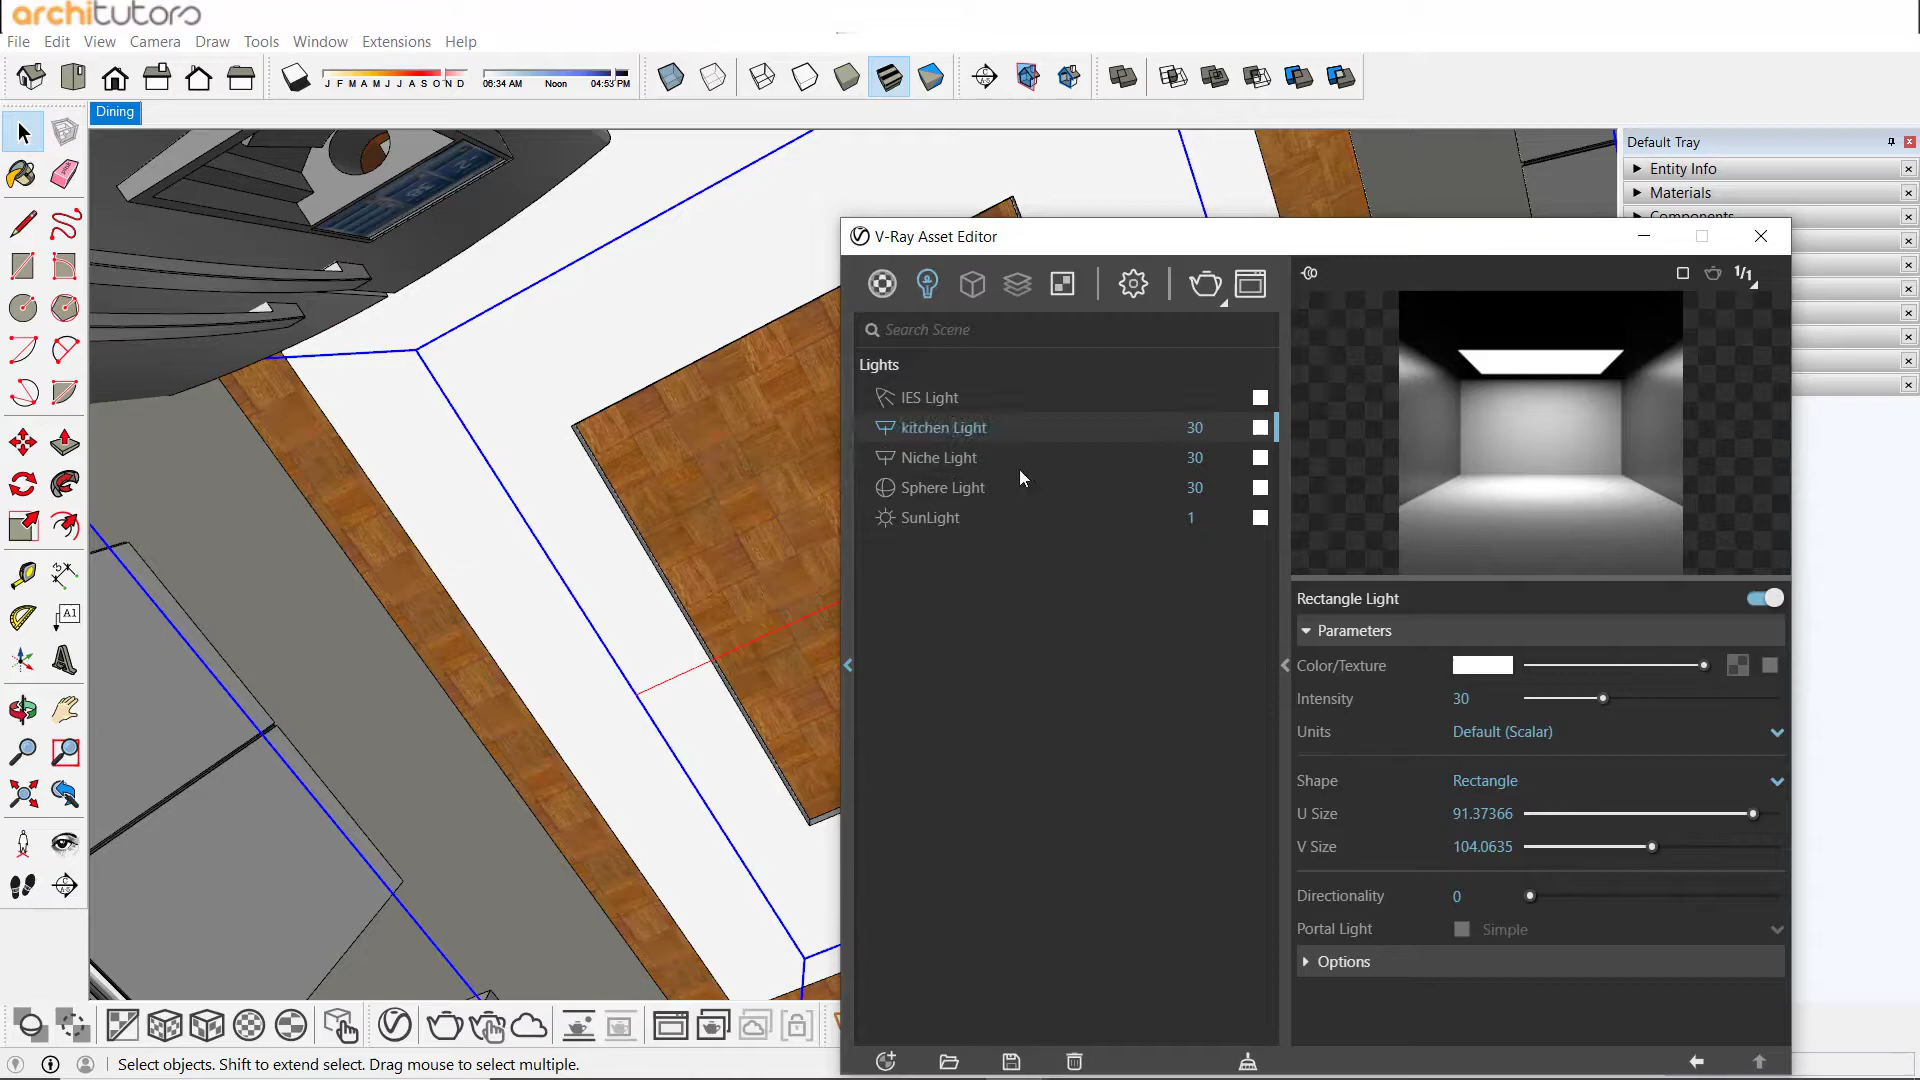 architutors
File Edit View Camera Draw Tools Window Extensions Help
J F M A M J J A S O N D 06:34 AM Noon 04:53 PM
Dining
Default Tray
Entity Info
Materials
Components
V-Ray Asset Editor
1/1
Search Scene
Lights
IES Light
kitchen Light 30
Niche Light 30
Sphere Light 30
SunLight 1
Rectangle Light
Parameters
Color/Texture
Intensity 30
Units Default (Scalar)
Shape Rectangle
U Size 91.37366
V Size 104.0635
Directionality 0
Portal Light Simple
Options
A1
Select objects. Shift to extend select. Drag mouse to select multiple.